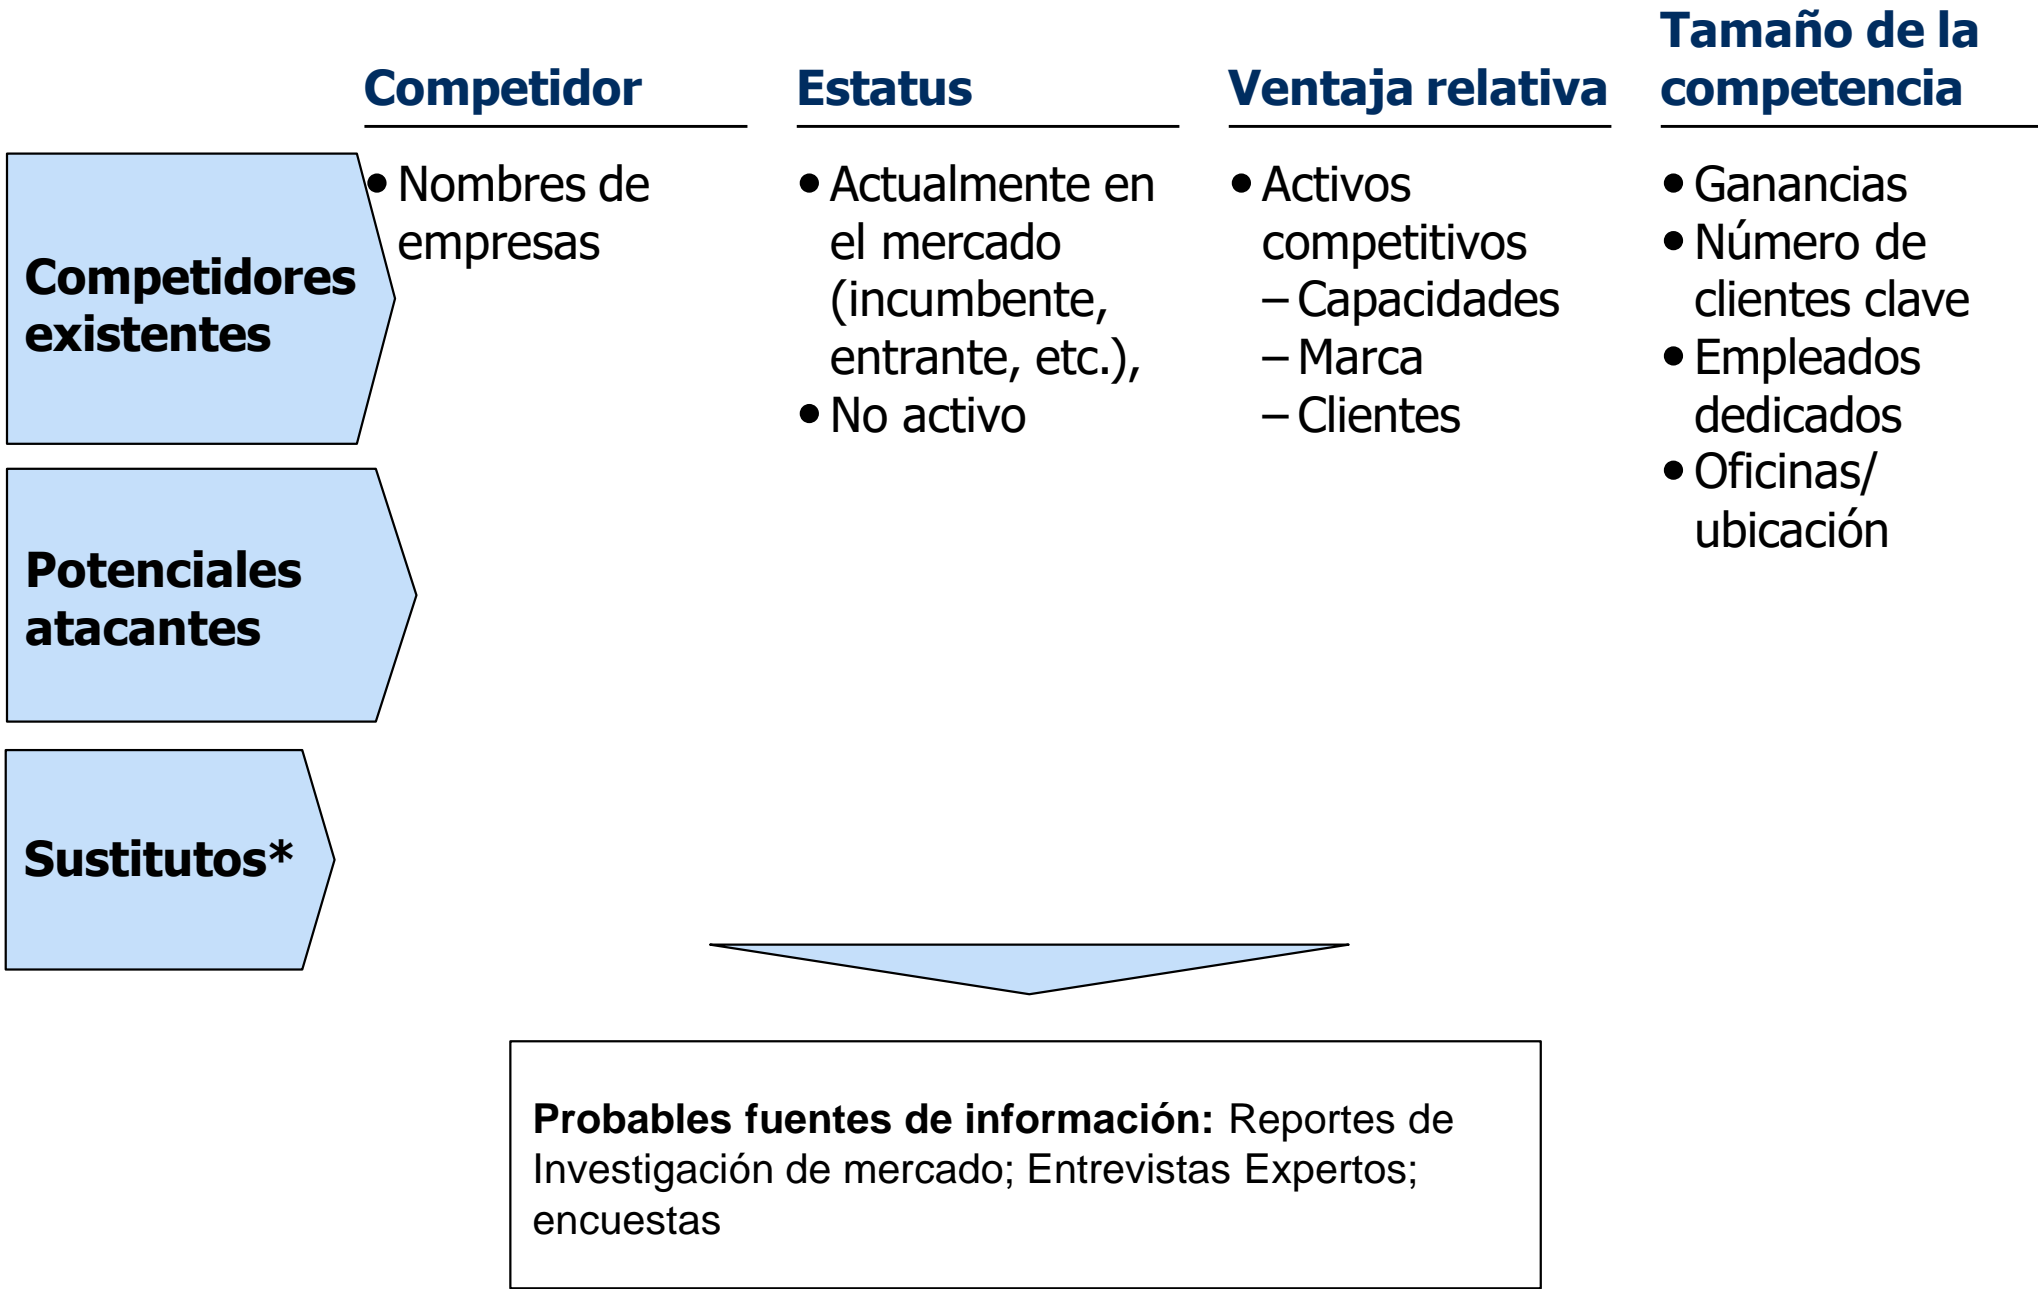 Competidor
Estatus
Ventaja relativa
Tamaño de la
competencia
Competidores
existentes
• Nombres de
empresas
• Actualmente en
el mercado
(incumbente,
entrante, etc.),
• No activo
• Activos
competitivos
– Capacidades
– Marca
– Clientes
• Ganancias
• Número de
clientes clave
• Empleados
dedicados
• Oficinas/
ubicación
Potenciales
atacantes
Sustitutos*
Probables fuentes de información: Reportes de
Investigación de mercado; Entrevistas Expertos;
encuestas